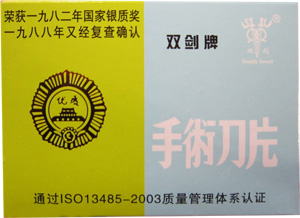 荣获一九八二年国家银质奖
一九八八年又经复查确认
双剑牌
优质
手術刀片
通过ISO13485-2003质量管理体系认证